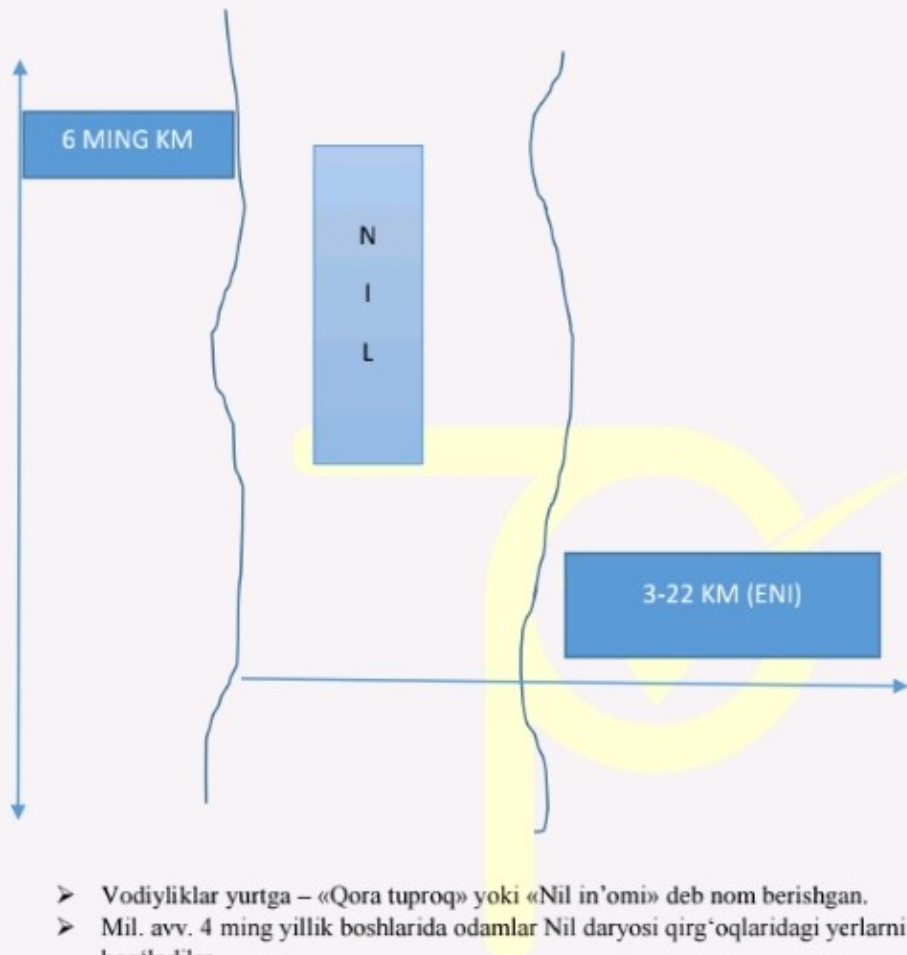 6 MING KM
N
I
L
3-22 KM (ENI)
➢ Vodiyliklar yurtga – «Qora tuproq» yoki «Nil in’omi» deb nom berishgan.
➢ Mil. avv. 4 ming yillik boshlarida odamlar Nil daryosi qirg‘oqlaridagi yerlarni